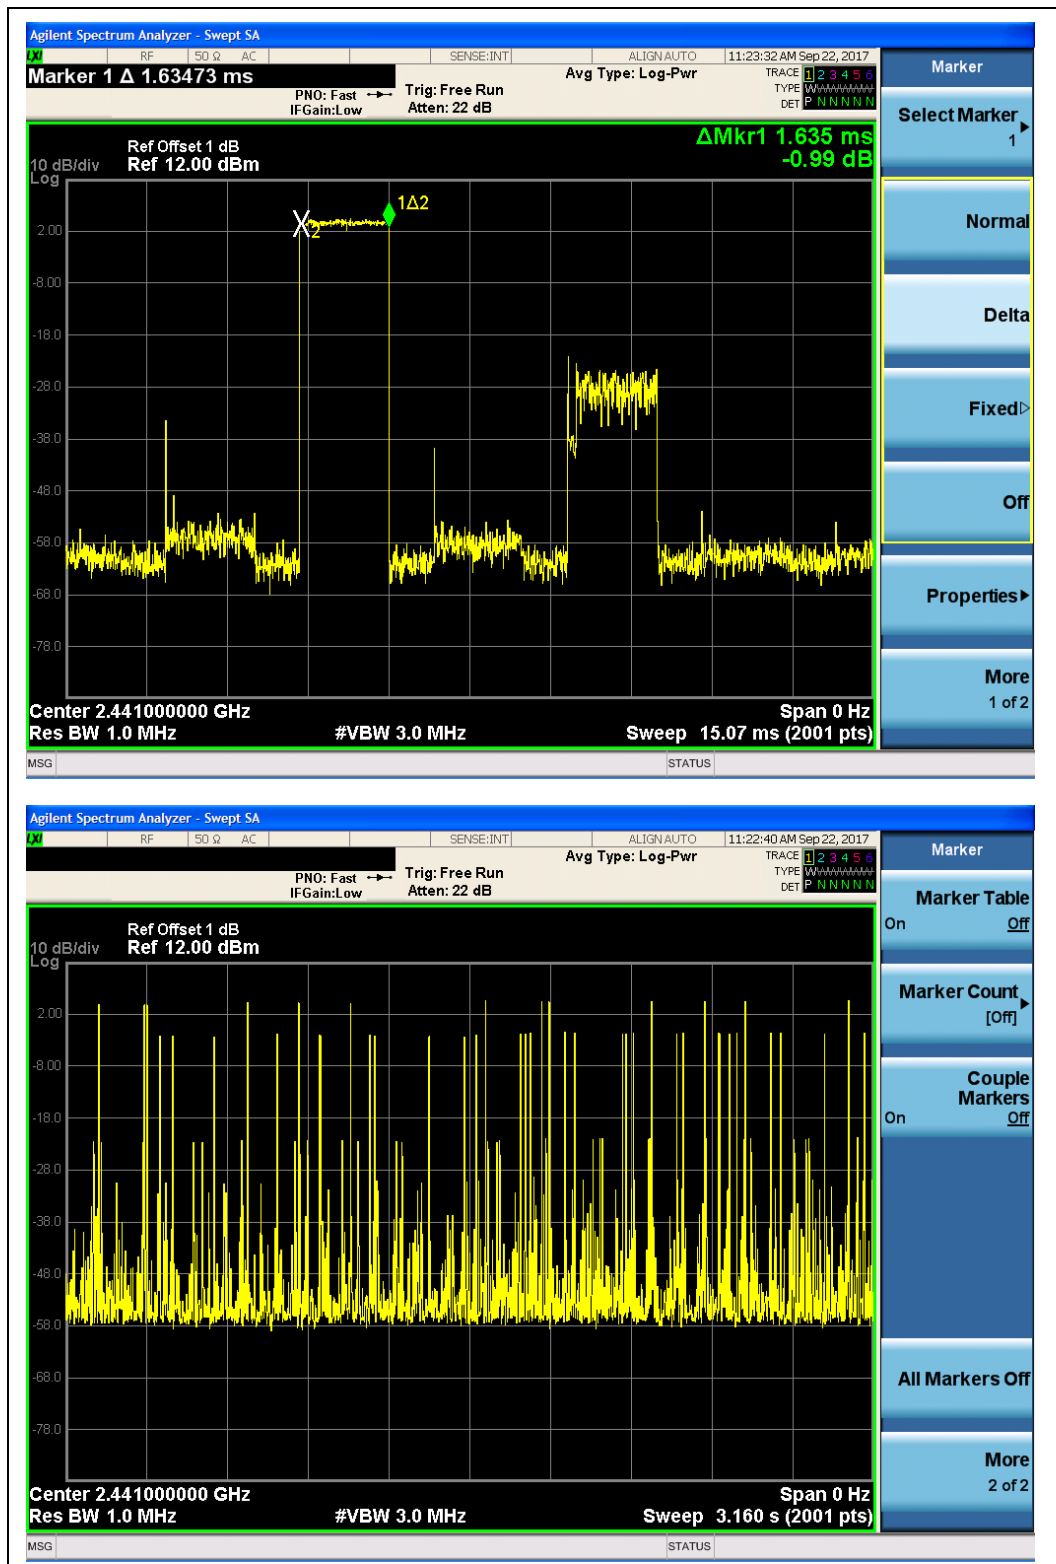 Agilent Spectrum Analyzer - Swept SA
LXI RF 50 Ω AC SENSE:INT ALIGN AUTO 11:23:32 AM Sep 22, 2017
Marker 1 Δ 1.63473 ms
PNO: Fast
IFGain:Low
Trig: Free Run
Atten: 22 dB
Avg Type: Log-Pwr
TRACE 1 2 3 4 5 6
TYPE
DET P N N N N N
Ref Offset 1 dB
10 dB/div Ref 12.00 dBm
Log
ΔMkr1 1.635 ms
-0.99 dB
1Δ2
2
2.00
-8.00
-18.0
-28.0
-38.0
-48.0
-58.0
-68.0
-78.0
Center 2.441000000 GHz Span 0 Hz
Res BW 1.0 MHz #VBW 3.0 MHz Sweep 15.07 ms (2001 pts)
MSG STATUS
Marker
Select Marker
1
Normal
Delta
Fixed
Off
Properties
More
1 of 2
Agilent Spectrum Analyzer - Swept SA
LXI RF 50 Ω AC SENSE:INT ALIGN AUTO 11:22:40 AM Sep 22, 2017
PNO: Fast
IFGain:Low
Trig: Free Run
Atten: 22 dB
Avg Type: Log-Pwr
TRACE 1 2 3 4 5 6
TYPE
DET P N N N N N
Ref Offset 1 dB
10 dB/div Ref 12.00 dBm
Log
2.00
-8.00
-18.0
-28.0
-38.0
-48.0
-58.0
-68.0
-78.0
Center 2.441000000 GHz Span 0 Hz
Res BW 1.0 MHz #VBW 3.0 MHz Sweep 3.160 s (2001 pts)
MSG STATUS
Marker
Marker Table
On Off
Marker Count
[Off]
Couple
Markers
On Off
All Markers Off
More
2 of 2